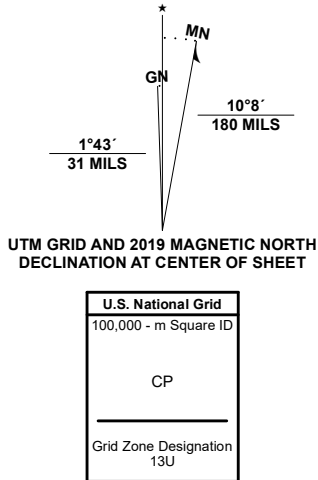 ★
MN
GN
1°43´
31 MILS
10°8´
180 MILS
UTM GRID AND 2019 MAGNETIC NORTH
DECLINATION AT CENTER OF SHEET
U.S. National Grid
100,000 - m Square ID
CP
Grid Zone Designation
13U